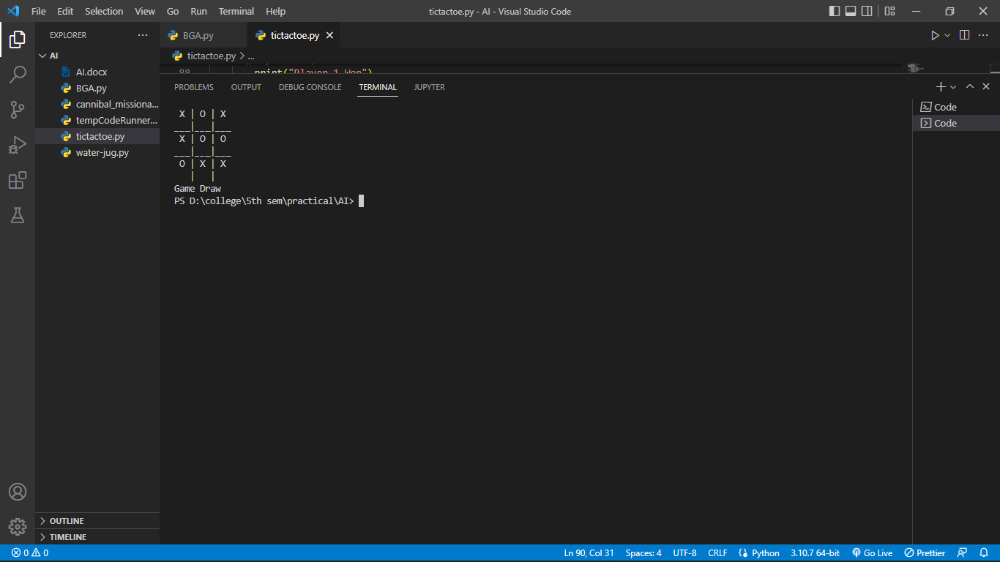 File Edit Selection View Go Run Terminal Help tictactoe.py - AI - Visual Studio Code
EXPLORER
AI
AI.docx
BGA.py
cannibal_missiona...
tempCodeRunner...
tictactoe.py
water-jug.py
OUTLINE
TIMELINE
BGA.py tictactoe.py
tictactoe.py > ...
88 print("Player 1 Won")
PROBLEMS OUTPUT DEBUG CONSOLE TERMINAL JUPYTER
X | O | X
___|___|___
X | O | O
___|___|___
O | X | X
| |
Game Draw
PS D:\college\5th sem\practical\AI>
Code
Code
0 0 Ln 90, Col 31 Spaces: 4 UTF-8 CRLF Python 3.10.7 64-bit Go Live Prettier